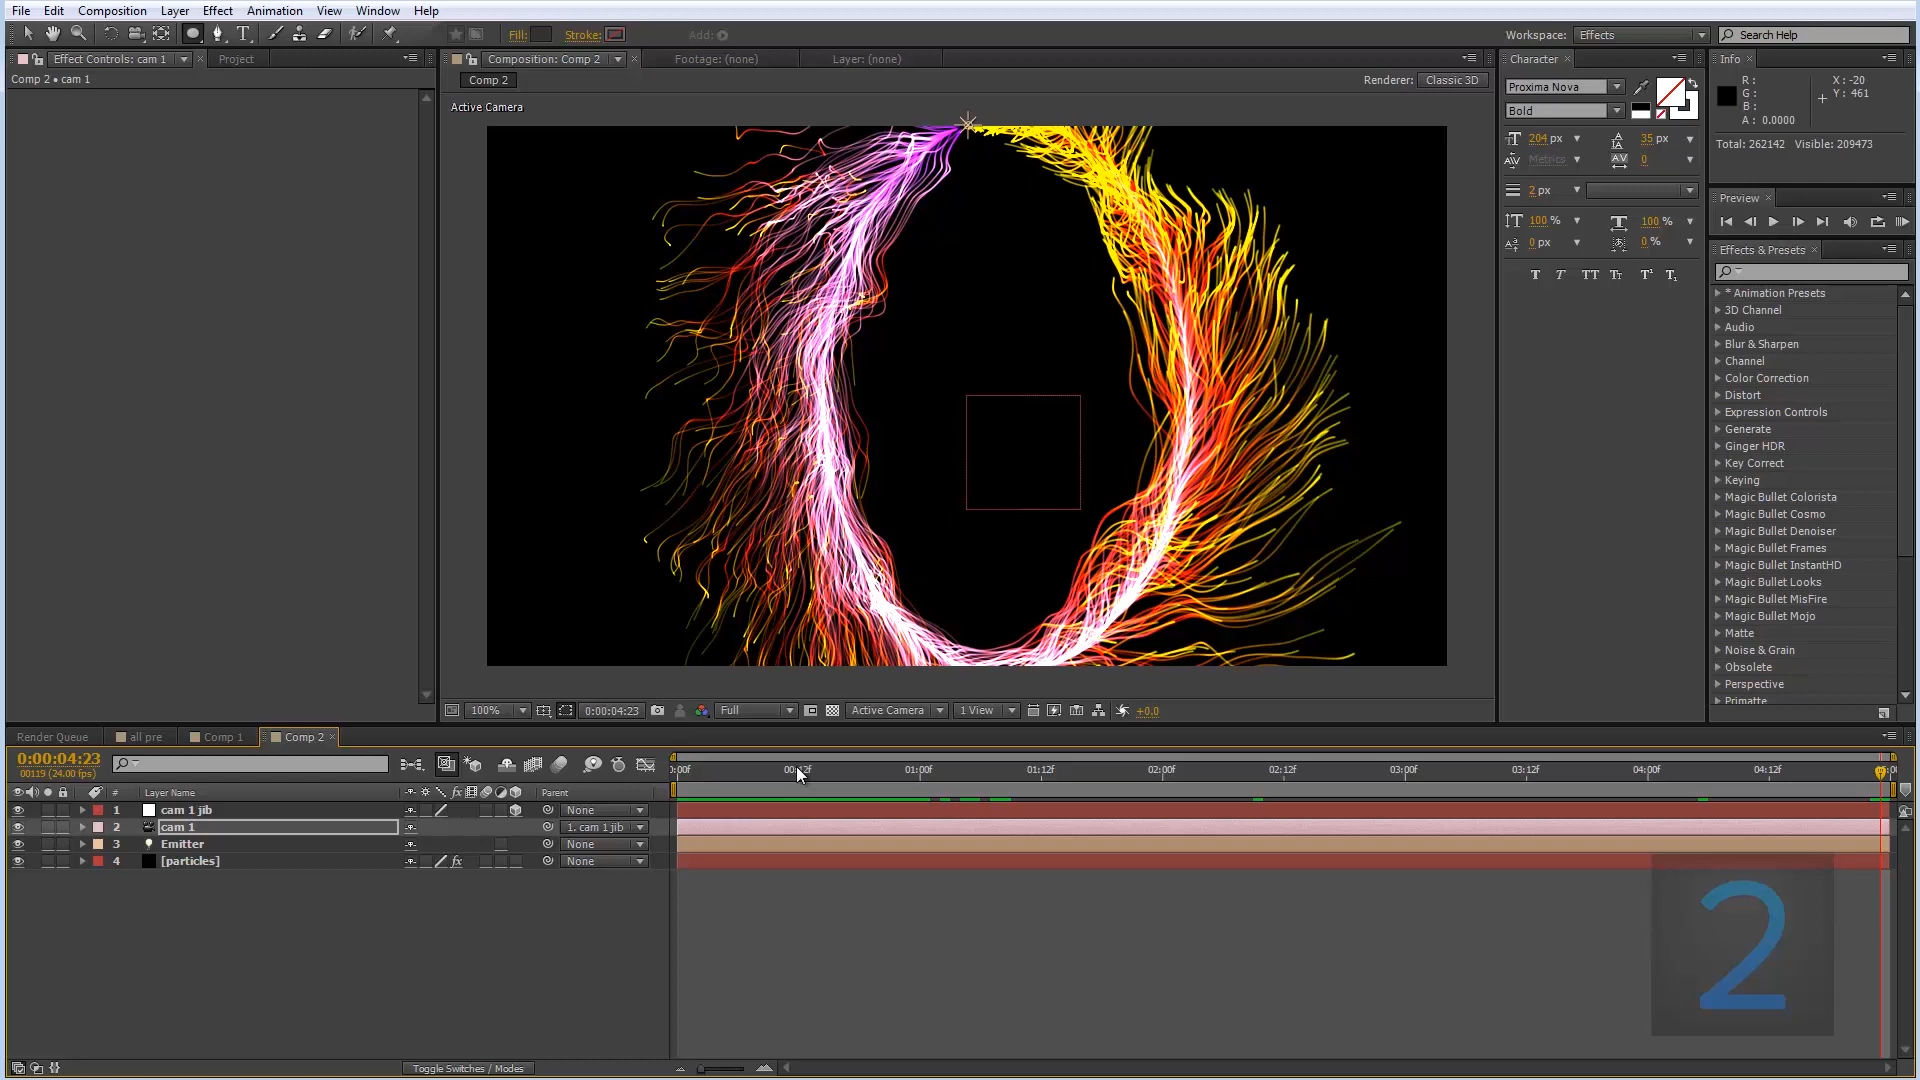 File Edit Composition Layer Effect Animation View Window Help
Fill: Stroke: Add: Workspace: Effects Search Help
Effect Controls: cam 1 Project Composition: Comp 2 Footage: (none) Layer: (none) Character Info
Comp 2 • cam 1
Comp 2
Renderer: Classic 3D
Active Camera
Proxima Nova
Bold
204 px 35 px
Metrics 0
2 px
100 % 100 %
0 px 0 %
T T TT Tt T¹ T₁
R :
G :
B :
A : 0.0000
X : -20
Y : 461
Total: 262142 Visible: 209473
Preview
Effects & Presets
* Animation Presets
3D Channel
Audio
Blur & Sharpen
Channel
Color Correction
Distort
Expression Controls
Generate
Ginger HDR
Key Correct
Keying
Magic Bullet Colorista
Magic Bullet Cosmo
Magic Bullet Denoiser
Magic Bullet Frames
Magic Bullet InstantHD
Magic Bullet Looks
Magic Bullet MisFire
Magic Bullet Mojo
Matte
Noise & Grain
Obsolete
Perspective
Primatte
100% 0:00:04:23 Full Active Camera 1 View +0.0
Render Queue all pre Comp 1 Comp 2
0:00:04:23
00119 (24.00 fps)
0:00f 00:12f 01:00f 01:12f 02:00f 02:12f 03:00f 03:12f 04:00f 04:12f
# Layer Name Parent
1 cam 1 jib None
2 cam 1 1. cam 1 jib
3 Emitter None
4 [particles] None
2
Toggle Switches / Modes